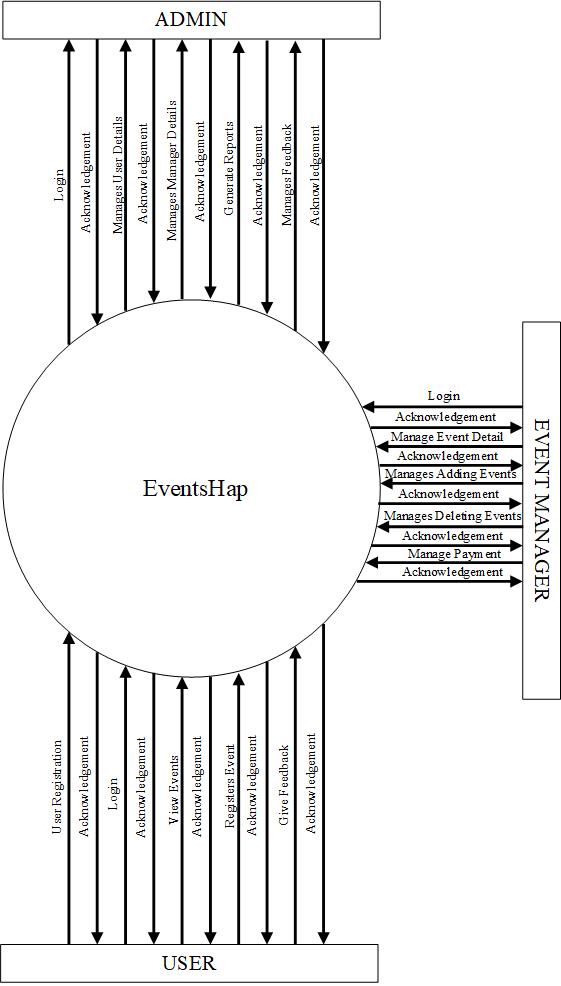 ADMIN
Login
Acknowledgement
Manages User Details
Acknowledgement
Manages Manager Details
Acknowledgement
Generate Reports
Acknowledgement
Manages Feedback
Acknowledgement
EventsHap
Login
Acknowledgement
Manage Event Detail
Acknowledgement
Manages Adding Events
Acknowledgement
Manages Deleting Events
Acknowledgement
Manage Payment
Acknowledgement
EVENT MANAGER
User Registration
Acknowledgement
Login
Acknowledgement
View Events
Acknowledgement
Registers Event
Acknowledgement
Give Feedback
Acknowledgement
USER